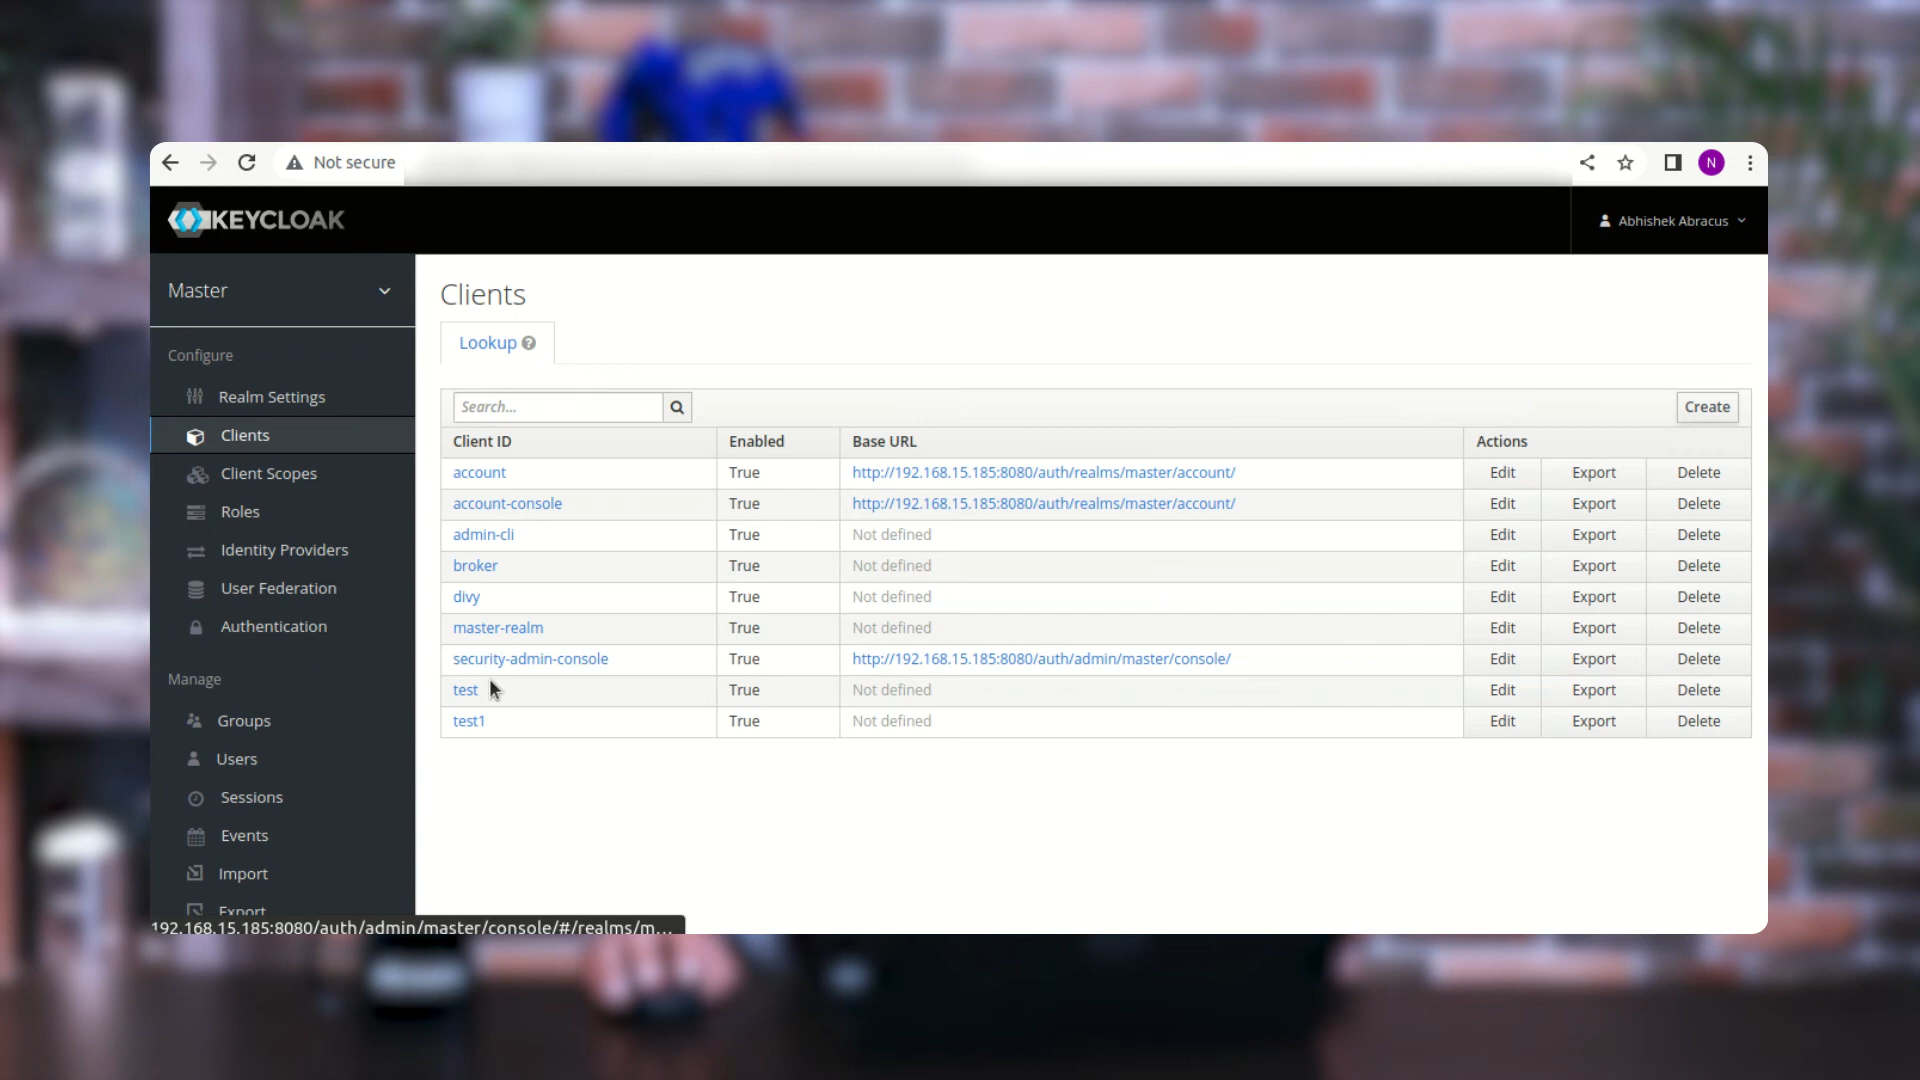 Not secure
N
KEYCLOAK
Abhishek Abracus
Master
Configure
Realm Settings
Clients
Client Scopes
Roles
Identity Providers
User Federation
Authentication
Manage
Groups
Users
Sessions
Events
Import
Export
Clients
Lookup
Search...
Create
Client ID Enabled Base URL Actions
account True http://192.168.15.185:8080/auth/realms/master/account/ Edit Export Delete
account-console True http://192.168.15.185:8080/auth/realms/master/account/ Edit Export Delete
admin-cli True Not defined Edit Export Delete
broker True Not defined Edit Export Delete
divy True Not defined Edit Export Delete
master-realm True Not defined Edit Export Delete
security-admin-console True http://192.168.15.185:8080/auth/admin/master/console/ Edit Export Delete
test True Not defined Edit Export Delete
test1 True Not defined Edit Export Delete
192.168.15.185:8080/auth/admin/master/console/#/realms/m...